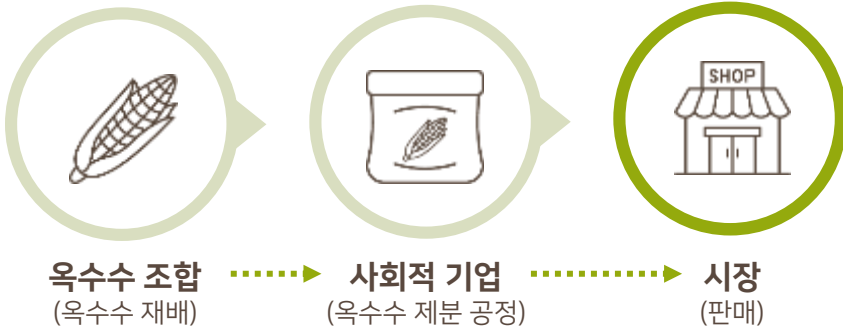 SHOP
옥수수 조합
(옥수수 재배)
사회적 기업
(옥수수 제분 공정)
시장
(판매)